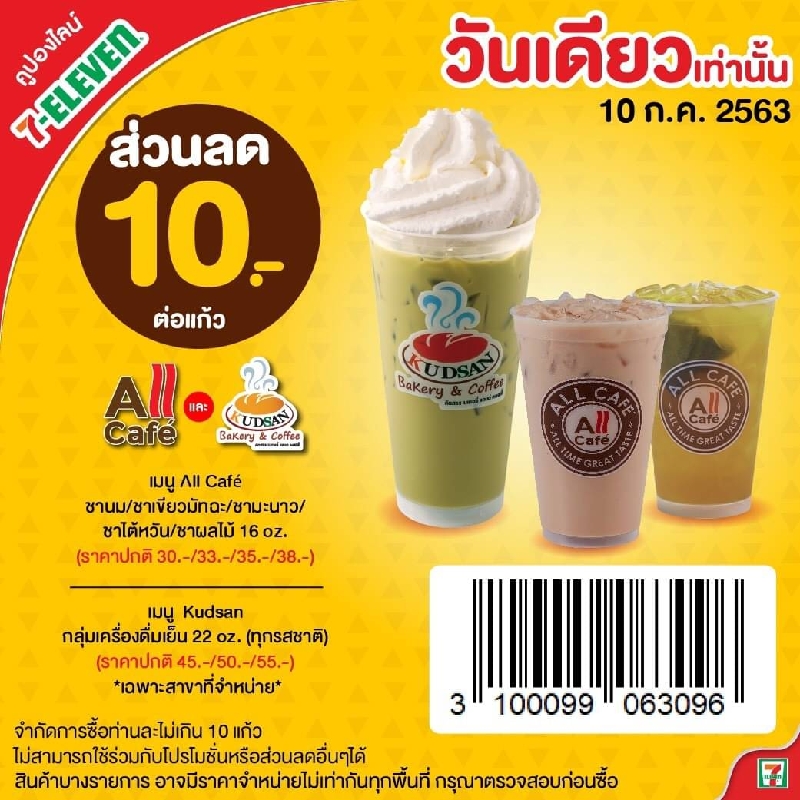 คูปองไลน์
7-ELEVEN
วันเดียวเท่านั้น
10 ก.ค. 2563
ส่วนลด
10.-
ต่อแก้ว
All
Café
และ
KUDSAN
Bakery & Coffee
KUDSAN
Bakery & Coffee
ALL CAFE
All
Café
ALL TIME GREAT TASTE
ALL CAFE
All
Café
ALL TIME GREAT TASTE
เมนู All Café
ชานม/ชาเขียวมัทฉะ/ชามะนาว/
ชาไต้หวัน/ชาผลไม้ 16 oz.
(ราคาปกติ 30.-/33.-/35.-/38.-)
เมนู Kudsan
กลุ่มเครื่องดื่มเย็น 22 oz. (ทุกรสชาติ)
(ราคาปกติ 45.-/50.-/55.-)
*เฉพาะสาขาที่จำหน่าย*
3 100099 063096
จำกัดการซื้อท่านละไม่เกิน 10 แก้ว
ไม่สามารถใช้ร่วมกับโปรโมชั่นหรือส่วนลดอื่นๆได้
สินค้าบางรายการ อาจมีราคาจำหน่ายไม่เท่ากันทุกพื้นที่ กรุณาตรวจสอบก่อนซื้อ
7
ELEVEN